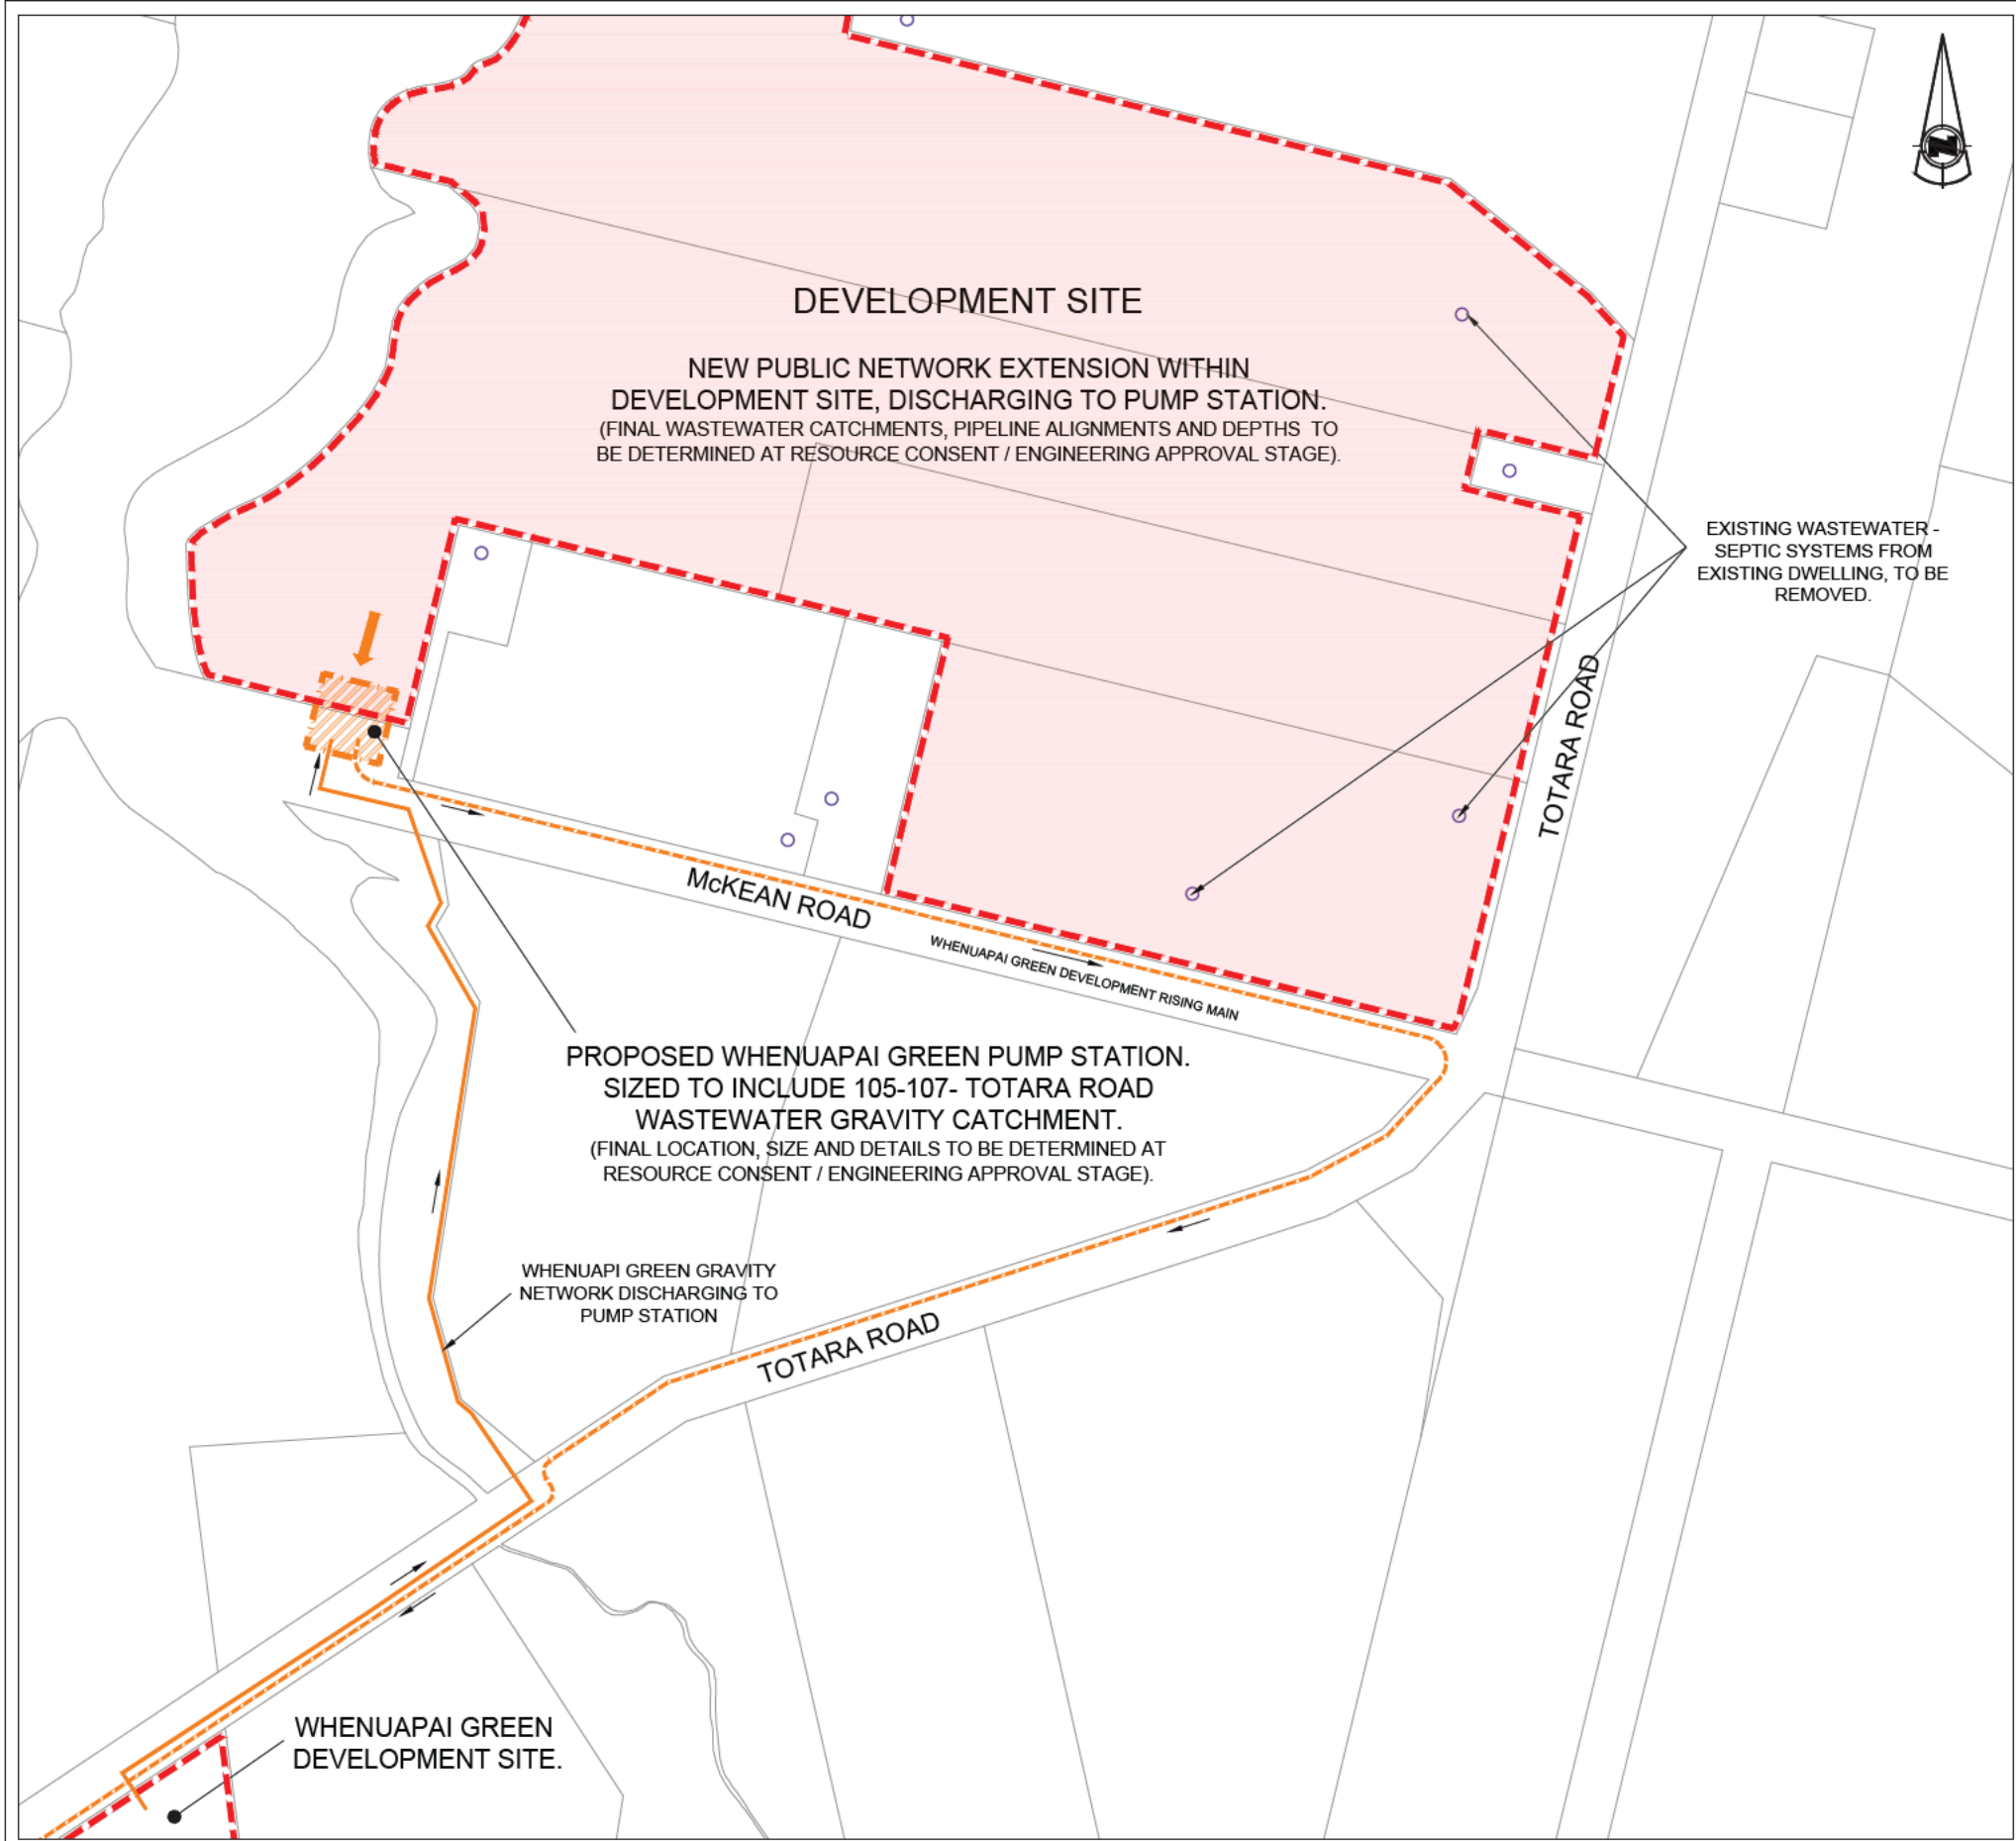 N
DEVELOPMENT SITE
NEW PUBLIC NETWORK EXTENSION WITHIN
DEVELOPMENT SITE, DISCHARGING TO PUMP STATION.
(FINAL WASTEWATER CATCHMENTS, PIPELINE ALIGNMENTS AND DEPTHS TO
BE DETERMINED AT RESOURCE CONSENT / ENGINEERING APPROVAL STAGE).
EXISTING WASTEWATER -
SEPTIC SYSTEMS FROM
EXISTING DWELLING, TO BE
REMOVED.
TOTARA ROAD
McKEAN ROAD
WHENUAPAI GREEN DEVELOPMENT RISING MAIN
PROPOSED WHENUAPAI GREEN PUMP STATION.
SIZED TO INCLUDE 105-107- TOTARA ROAD
WASTEWATER GRAVITY CATCHMENT.
(FINAL LOCATION, SIZE AND DETAILS TO BE DETERMINED AT
RESOURCE CONSENT / ENGINEERING APPROVAL STAGE).
WHENUAPI GREEN GRAVITY
NETWORK DISCHARGING TO
PUMP STATION
TOTARA ROAD
WHENUAPAI GREEN
DEVELOPMENT SITE.